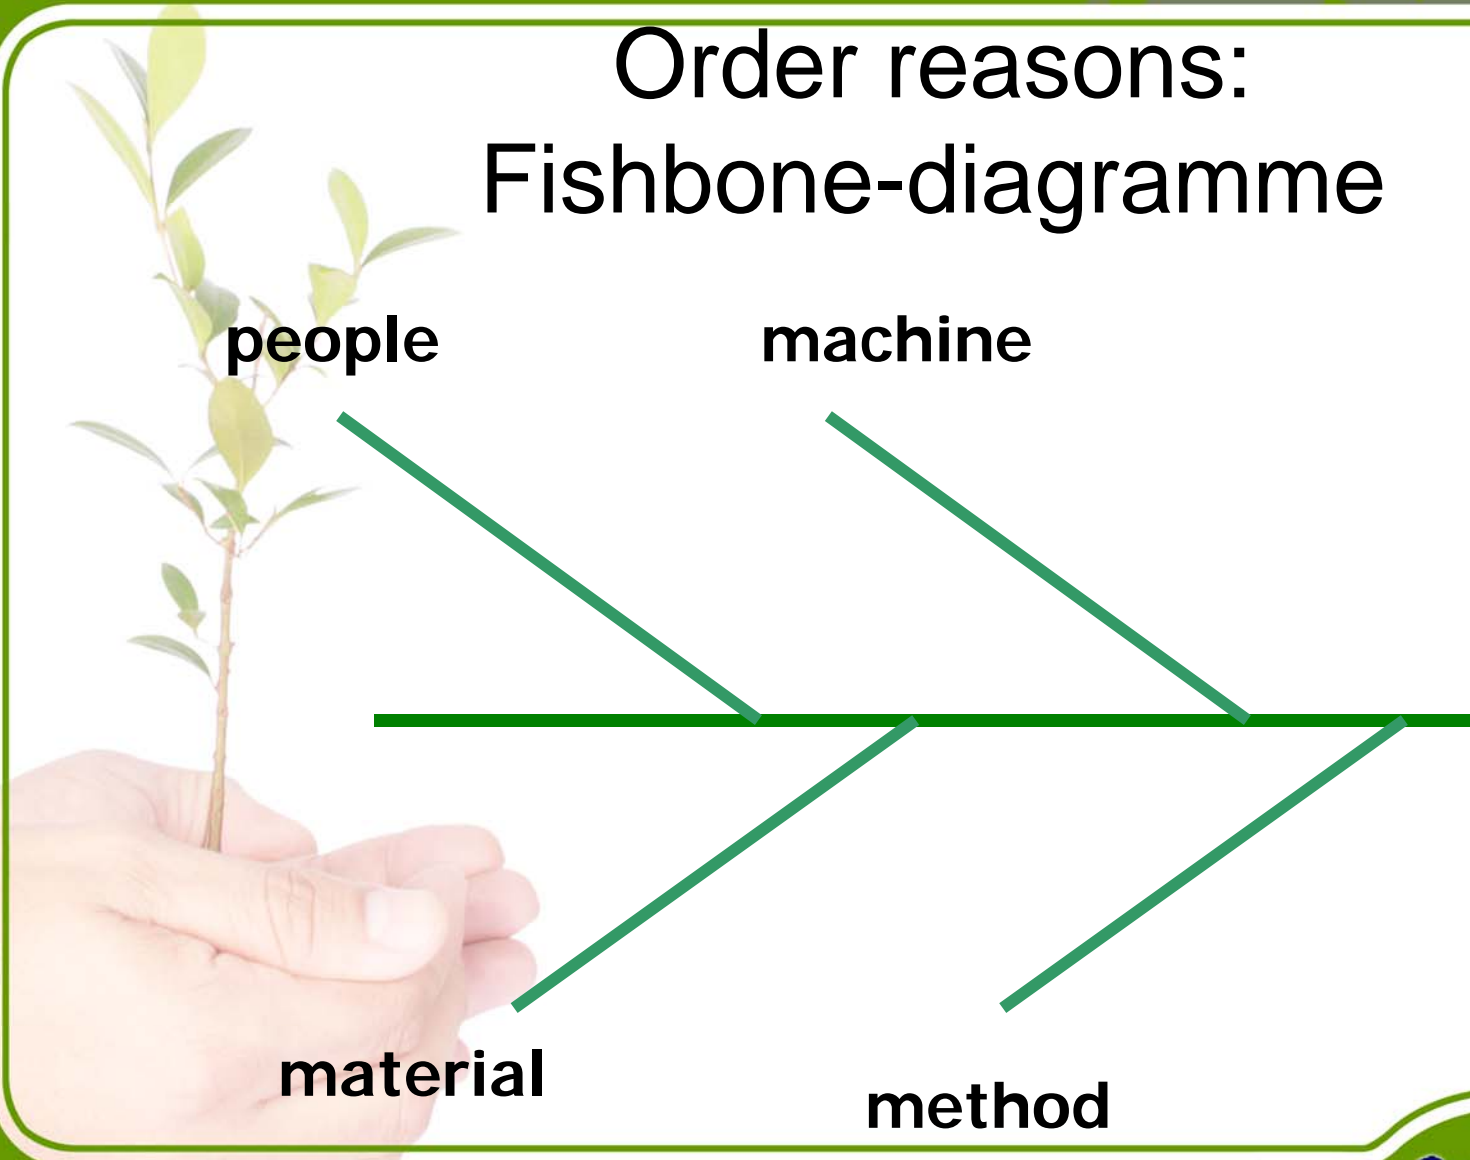 Order reasons:
Fishbone-diagramme
people
machine
material
method